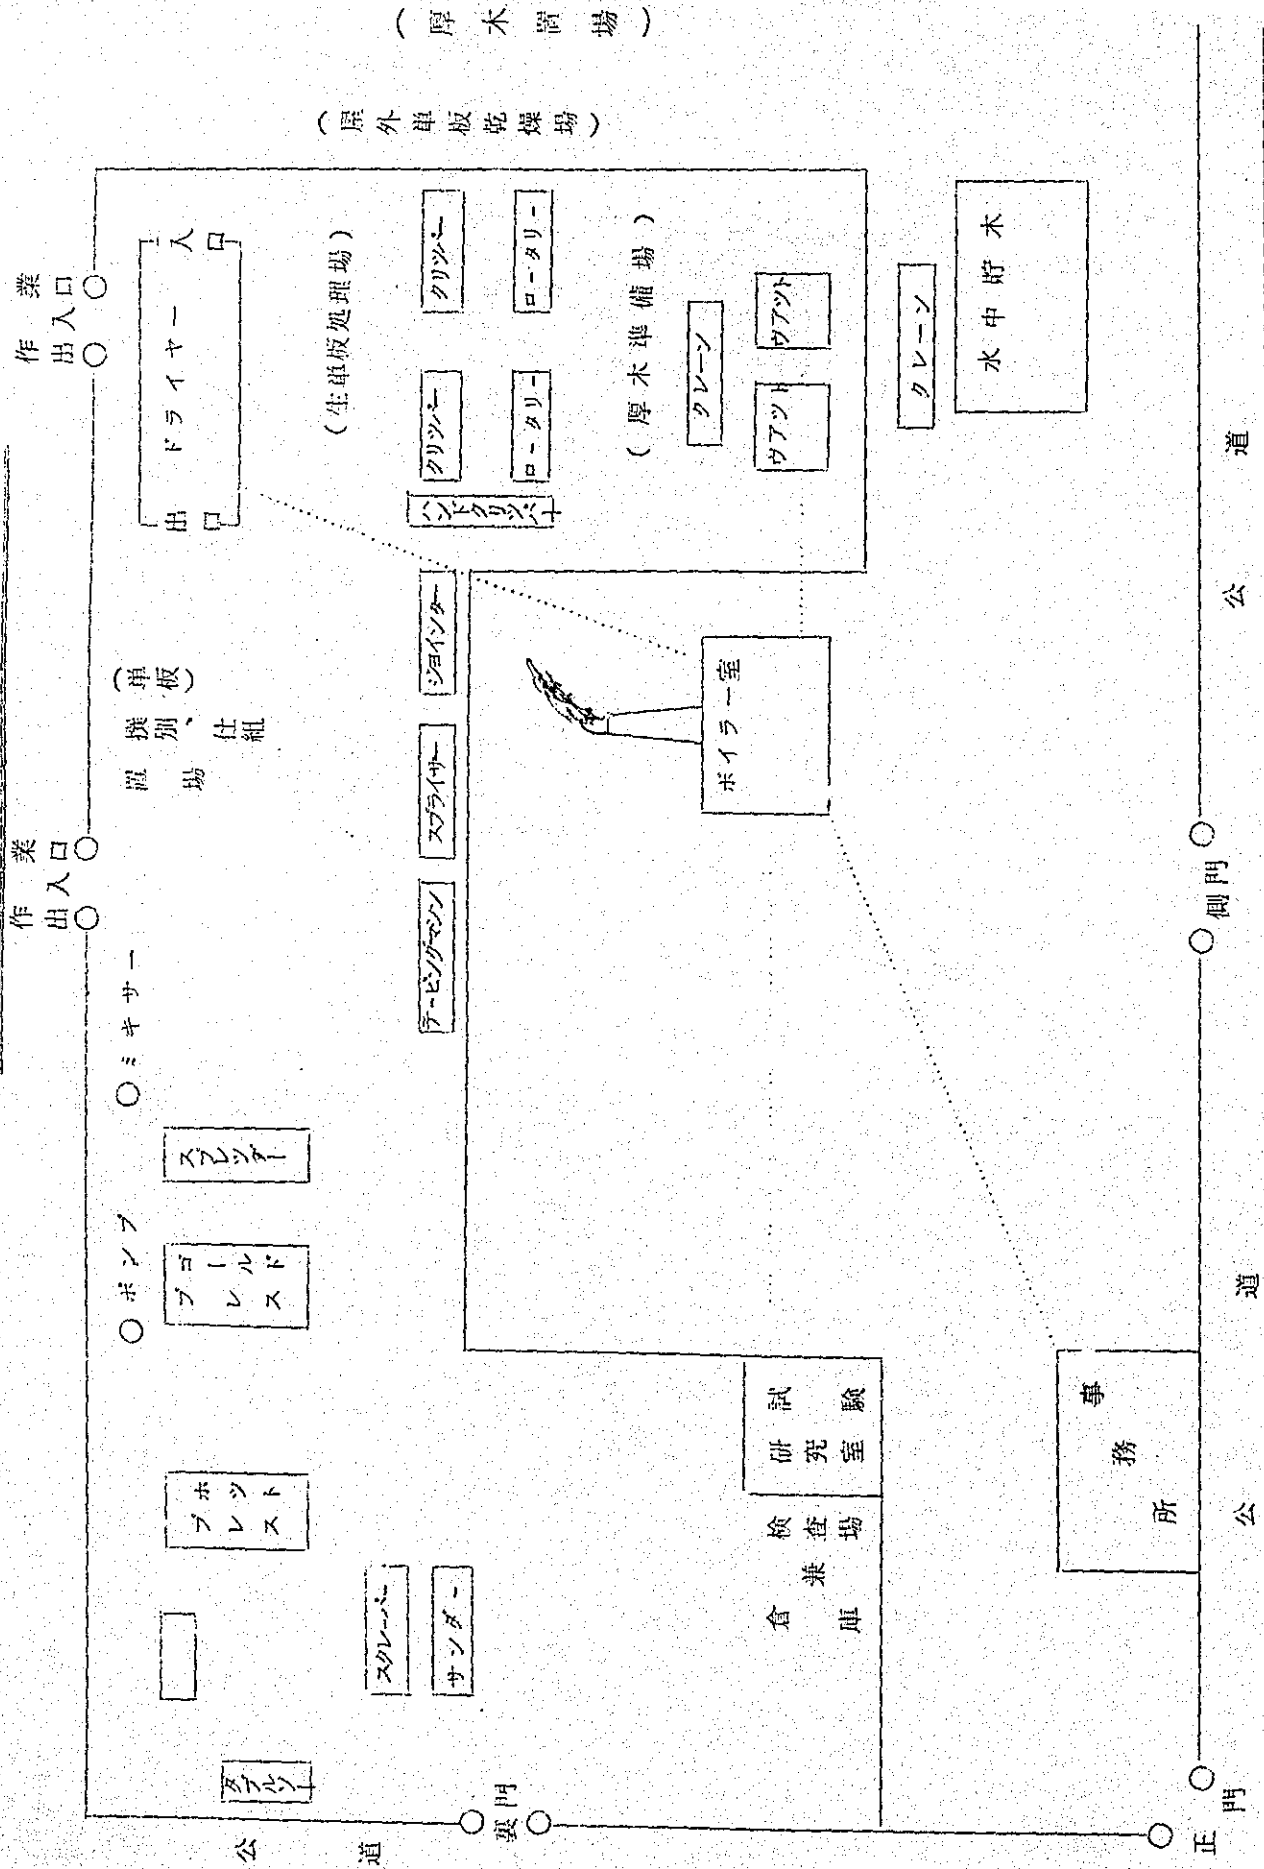 (厚木置場)
(屋外単板乾燥場)
作業
出入口
ドライヤー
入口
出口
(生単板処理場)
クリッパー
クリッパー
ロータリー
ロータリー
ハンドクリッパー
(厚木準備場)
クレーン
ヴアツト
ヴアツト
クレーン
水中貯木
公道
(単板)
撰別、仕組
置場
ジョインター
スプライサー
テーピングマシン
ボイラー室
側門
作業
出入口
ミキサー
スプレッダー
ポンプ
コールド
プレス
ホット
プレス
スクレーパー
サンダー
ダブルソー
試験
研究室
検査場
兼
倉庫
事務所
公道
公道
裏門
正門